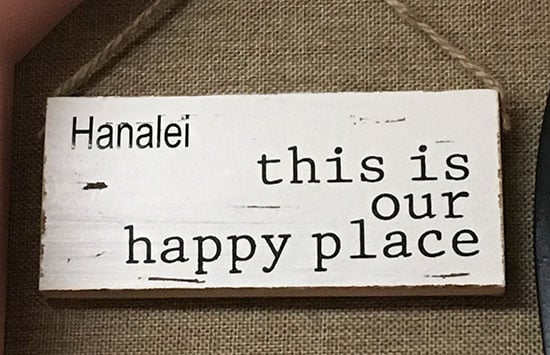 Hanalei
this is
our
happy place